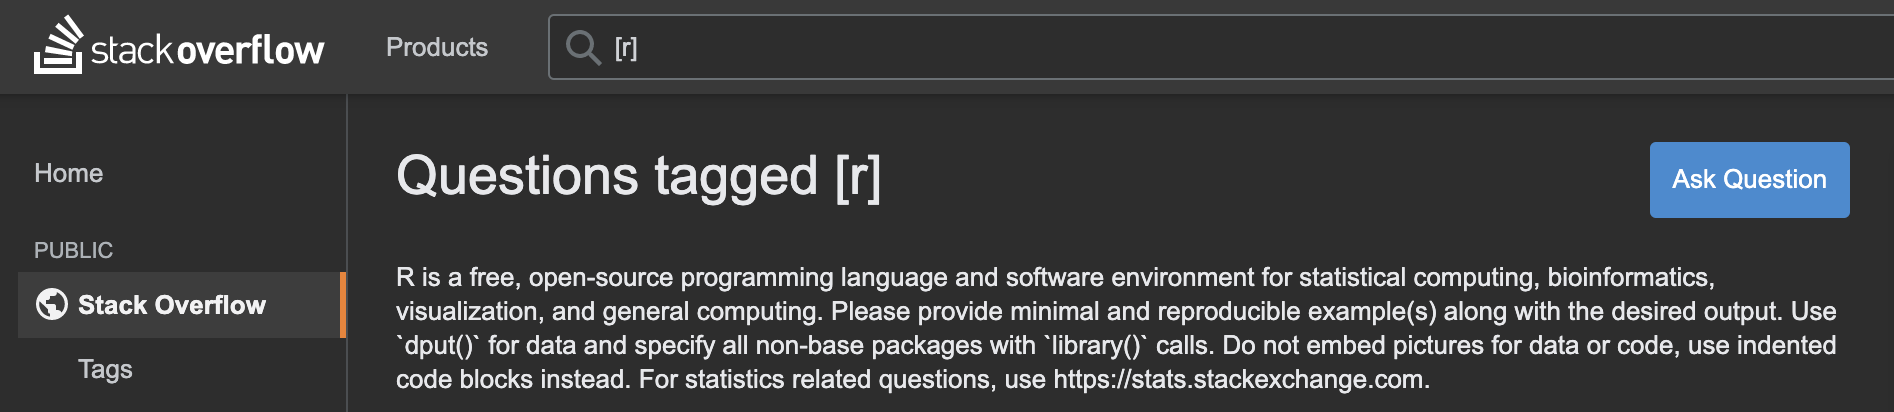 stackoverflow
Products
[r]
Home
PUBLIC
Stack Overflow
Tags
Questions tagged [r]
Ask Question
R is a free, open-source programming language and software environment for statistical computing, bioinformatics,
visualization, and general computing. Please provide minimal and reproducible example(s) along with the desired output. Use
`dput()` for data and specify all non-base packages with `library()` calls. Do not embed pictures for data or code, use indented
code blocks instead. For statistics related questions, use https://stats.stackexchange.com.